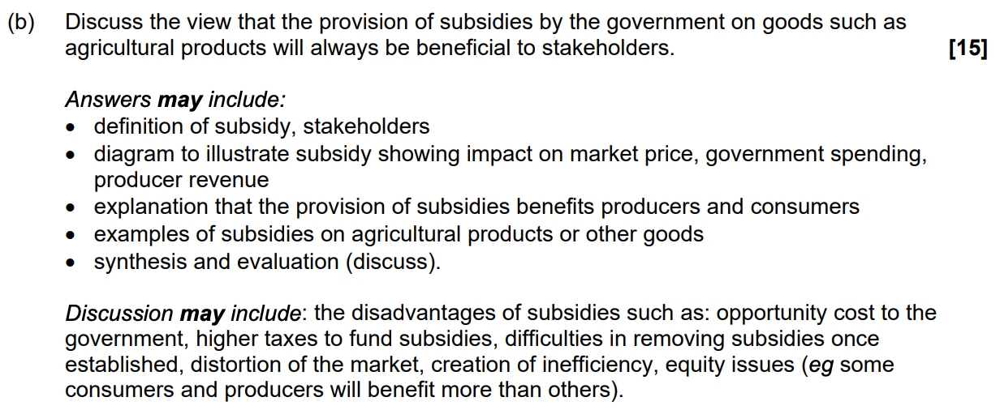 (b) Discuss the view that the provision of subsidies by the government on goods such as
agricultural products will always be beneficial to stakeholders. [15]
Answers may include:
• definition of subsidy, stakeholders
• diagram to illustrate subsidy showing impact on market price, government spending,
producer revenue
• explanation that the provision of subsidies benefits producers and consumers
• examples of subsidies on agricultural products or other goods
• synthesis and evaluation (discuss).
Discussion may include: the disadvantages of subsidies such as: opportunity cost to the
government, higher taxes to fund subsidies, difficulties in removing subsidies once
established, distortion of the market, creation of inefficiency, equity issues (eg some
consumers and producers will benefit more than others).